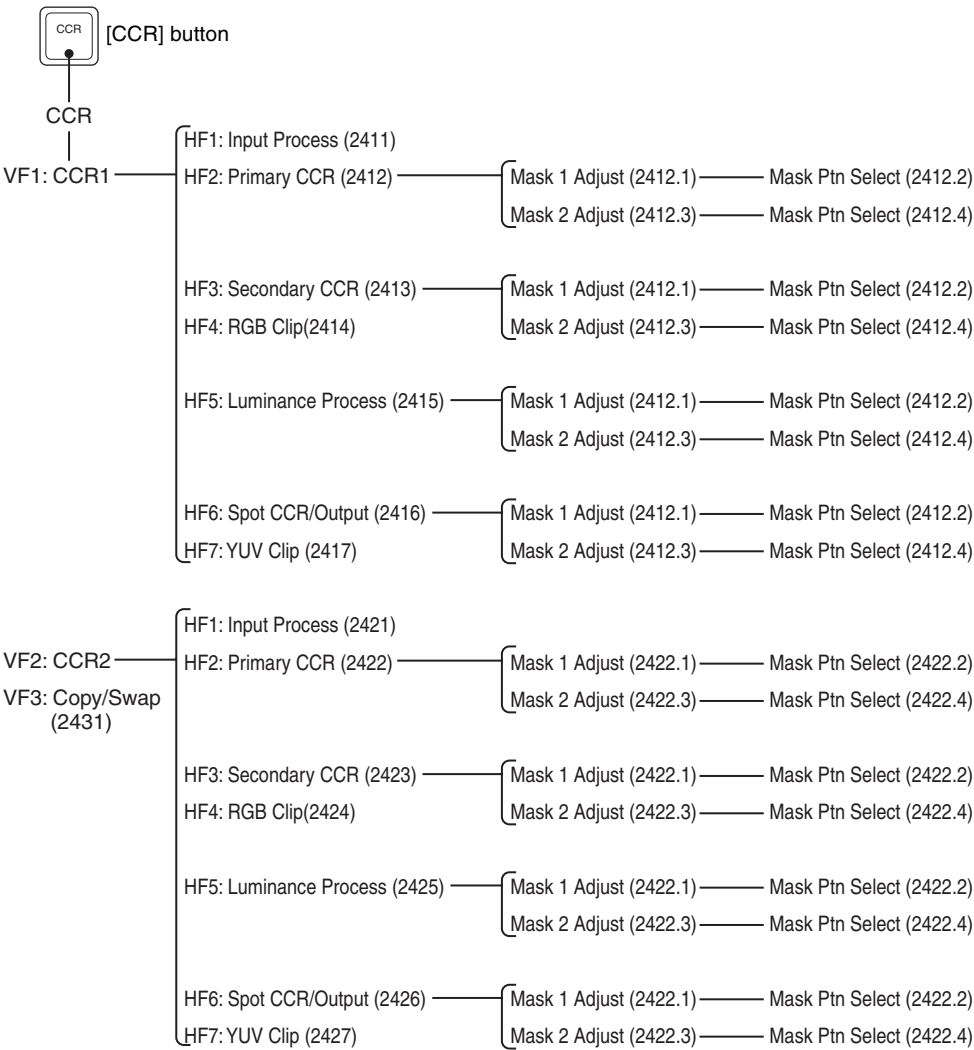 CCR
[CCR] button
CCR
HF1: Input Process (2411)
VF1: CCR1 HF2: Primary CCR (2412) Mask 1 Adjust (2412.1) Mask Ptn Select (2412.2)
Mask 2 Adjust (2412.3) Mask Ptn Select (2412.4)
HF3: Secondary CCR (2413) Mask 1 Adjust (2412.1) Mask Ptn Select (2412.2)
HF4: RGB Clip(2414) Mask 2 Adjust (2412.3) Mask Ptn Select (2412.4)
HF5: Luminance Process (2415) Mask 1 Adjust (2412.1) Mask Ptn Select (2412.2)
Mask 2 Adjust (2412.3) Mask Ptn Select (2412.4)
HF6: Spot CCR/Output (2416) Mask 1 Adjust (2412.1) Mask Ptn Select (2412.2)
HF7: YUV Clip (2417) Mask 2 Adjust (2412.3) Mask Ptn Select (2412.4)
HF1: Input Process (2421)
VF2: CCR2 HF2: Primary CCR (2422) Mask 1 Adjust (2422.1) Mask Ptn Select (2422.2)
VF3: Copy/Swap Mask 2 Adjust (2422.3) Mask Ptn Select (2422.4)
(2431)
HF3: Secondary CCR (2423) Mask 1 Adjust (2422.1) Mask Ptn Select (2422.2)
HF4: RGB Clip(2424) Mask 2 Adjust (2422.3) Mask Ptn Select (2422.4)
HF5: Luminance Process (2425) Mask 1 Adjust (2422.1) Mask Ptn Select (2422.2)
Mask 2 Adjust (2422.3) Mask Ptn Select (2422.4)
HF6: Spot CCR/Output (2426) Mask 1 Adjust (2422.1) Mask Ptn Select (2422.2)
HF7: YUV Clip (2427) Mask 2 Adjust (2422.3) Mask Ptn Select (2422.4)